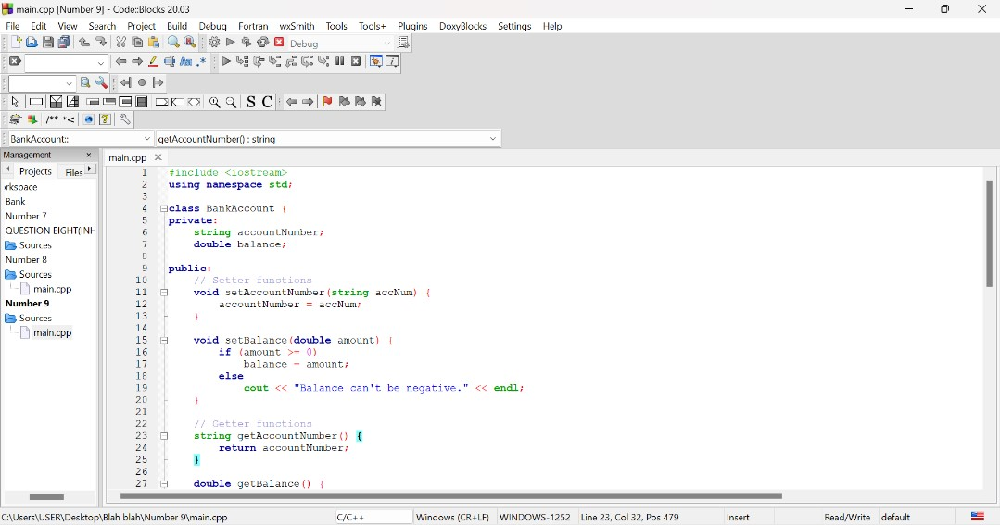 main.cpp [Number 9] - Code::Blocks 20.03
File Edit View Search Project Build Debug Fortran wxSmith Tools Tools+ Plugins DoxyBlocks Settings Help
Debug
Aaa .*
S C
/** *<
BankAccount:: getAccountNumber() : string
Management
Projects Files
rkspace
Bank
Number 7
QUESTION EIGHT(INH
Sources
Number 8
Sources
main.cpp
Number 9
Sources
main.cpp
main.cpp
1 #include <iostream>
2 using namespace std;
3
4 class BankAccount {
5 private:
6 string accountNumber;
7 double balance;
8
9 public:
10 // Setter functions
11 void setAccountNumber(string accNum) {
12 accountNumber = accNum;
13 }
14
15 void setBalance(double amount) {
16 if (amount >= 0)
17 balance = amount;
18 else
19 cout << "Balance can't be negative." << endl;
20 }
21
22 // Getter functions
23 string getAccountNumber() {
24 return accountNumber;
25 }
26
27 double getBalance() {
C:\Users\USER\Desktop\Blah blah\Number 9\main.cpp C/C++ Windows (CR+LF) WINDOWS-1252 Line 23, Col 32, Pos 479 Insert Read/Write default